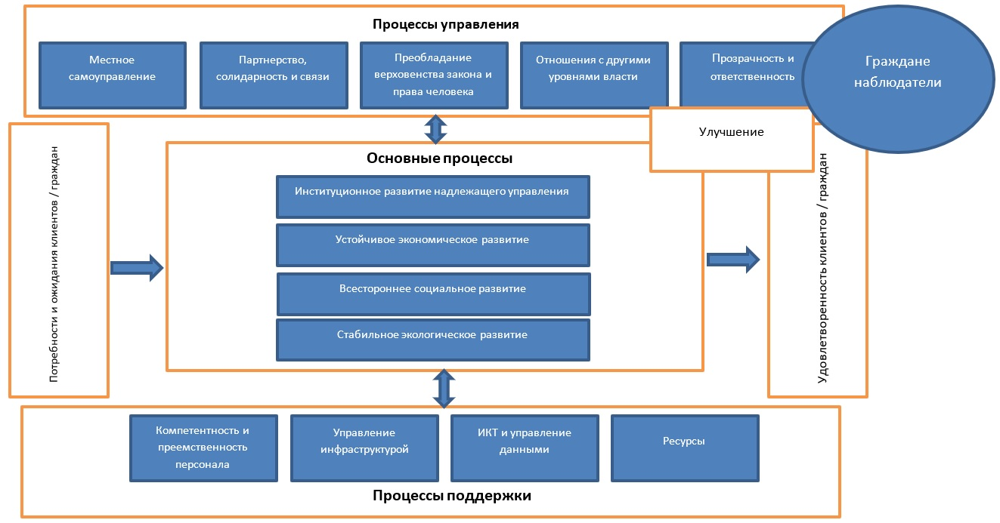 Процессы управления
Местное
самоуправление
Партнерство,
солидарность и связи
Преобладание
верховенства закона и
права человека
Отношения с другими
уровнями власти
Прозрачность и
ответственность
Граждане
наблюдатели
Улучшение
Потребности и ожидания клиентов / граждан
Основные процессы
Институционное развитие надлежащего управления
Устойчивое экономическое развитие
Всестороннее социальное развитие
Стабильное экологическое развитие
Удовлетворенность клиентов / граждан
Компетентность и
преемственность
персонала
Управление
инфраструктурой
ИКТ и управление
данными
Ресурсы
Процессы поддержки